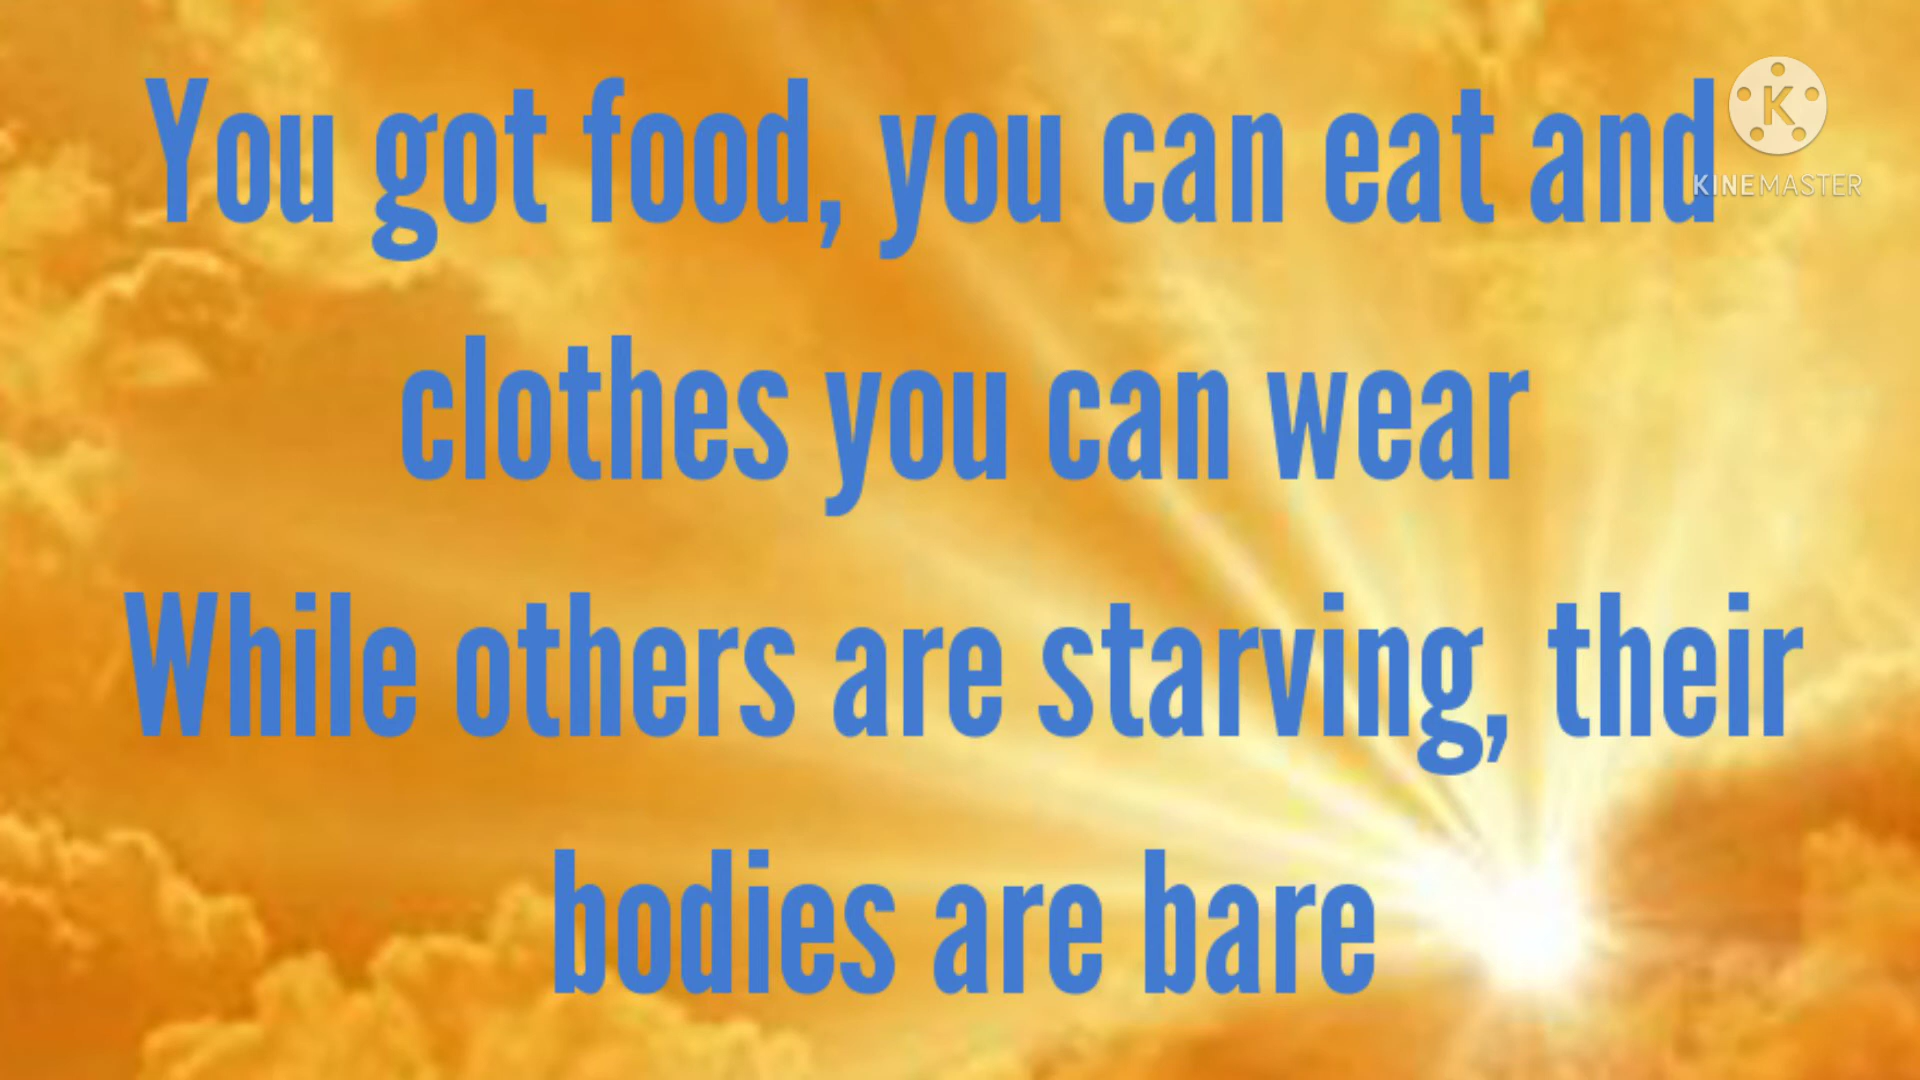 You got food, you can eat and
K
KINEMASTER
clothes you can wear
While others are starving, their
bodies are bare